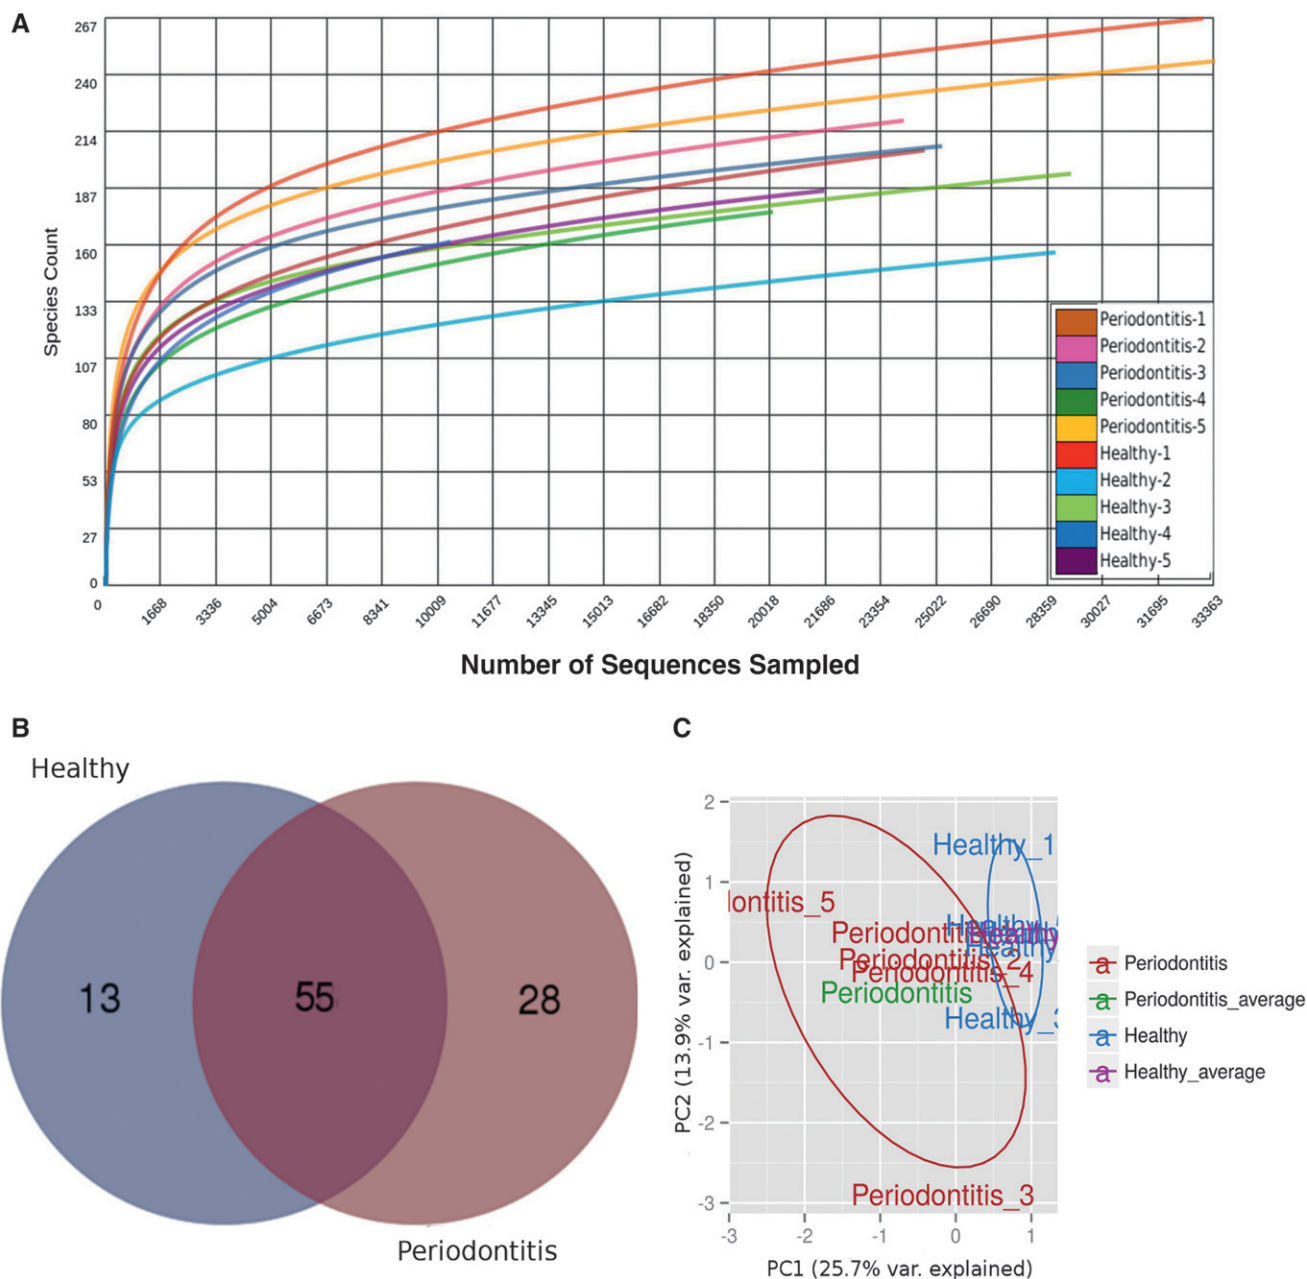 A
267
240
214
187
160
133
107
80
53
27
0
Species Count
0 1668 3336 5004 6673 8341 10009 11677 13345 15013 16682 18350 20018 21686 23354 25022 26690 28359 30027 31695 33363
Number of Sequences Sampled
Periodontitis-1
Periodontitis-2
Periodontitis-3
Periodontitis-4
Periodontitis-5
Healthy-1
Healthy-2
Healthy-3
Healthy-4
Healthy-5
B
Healthy
13 55 28
Periodontitis
C
2
1
0
-1
-2
-3
PC2 (13.9% var. explained)
Healthy_1
lontitis_5
Periodontitis_2
Periodontitis_4
Periodontitis
Healthy
Healthy_3
Periodontitis_3
-3 -2 -1 0 1
PC1 (25.7% var. explained)
a Periodontitis
a Periodontitis_average
a Healthy
a Healthy_average